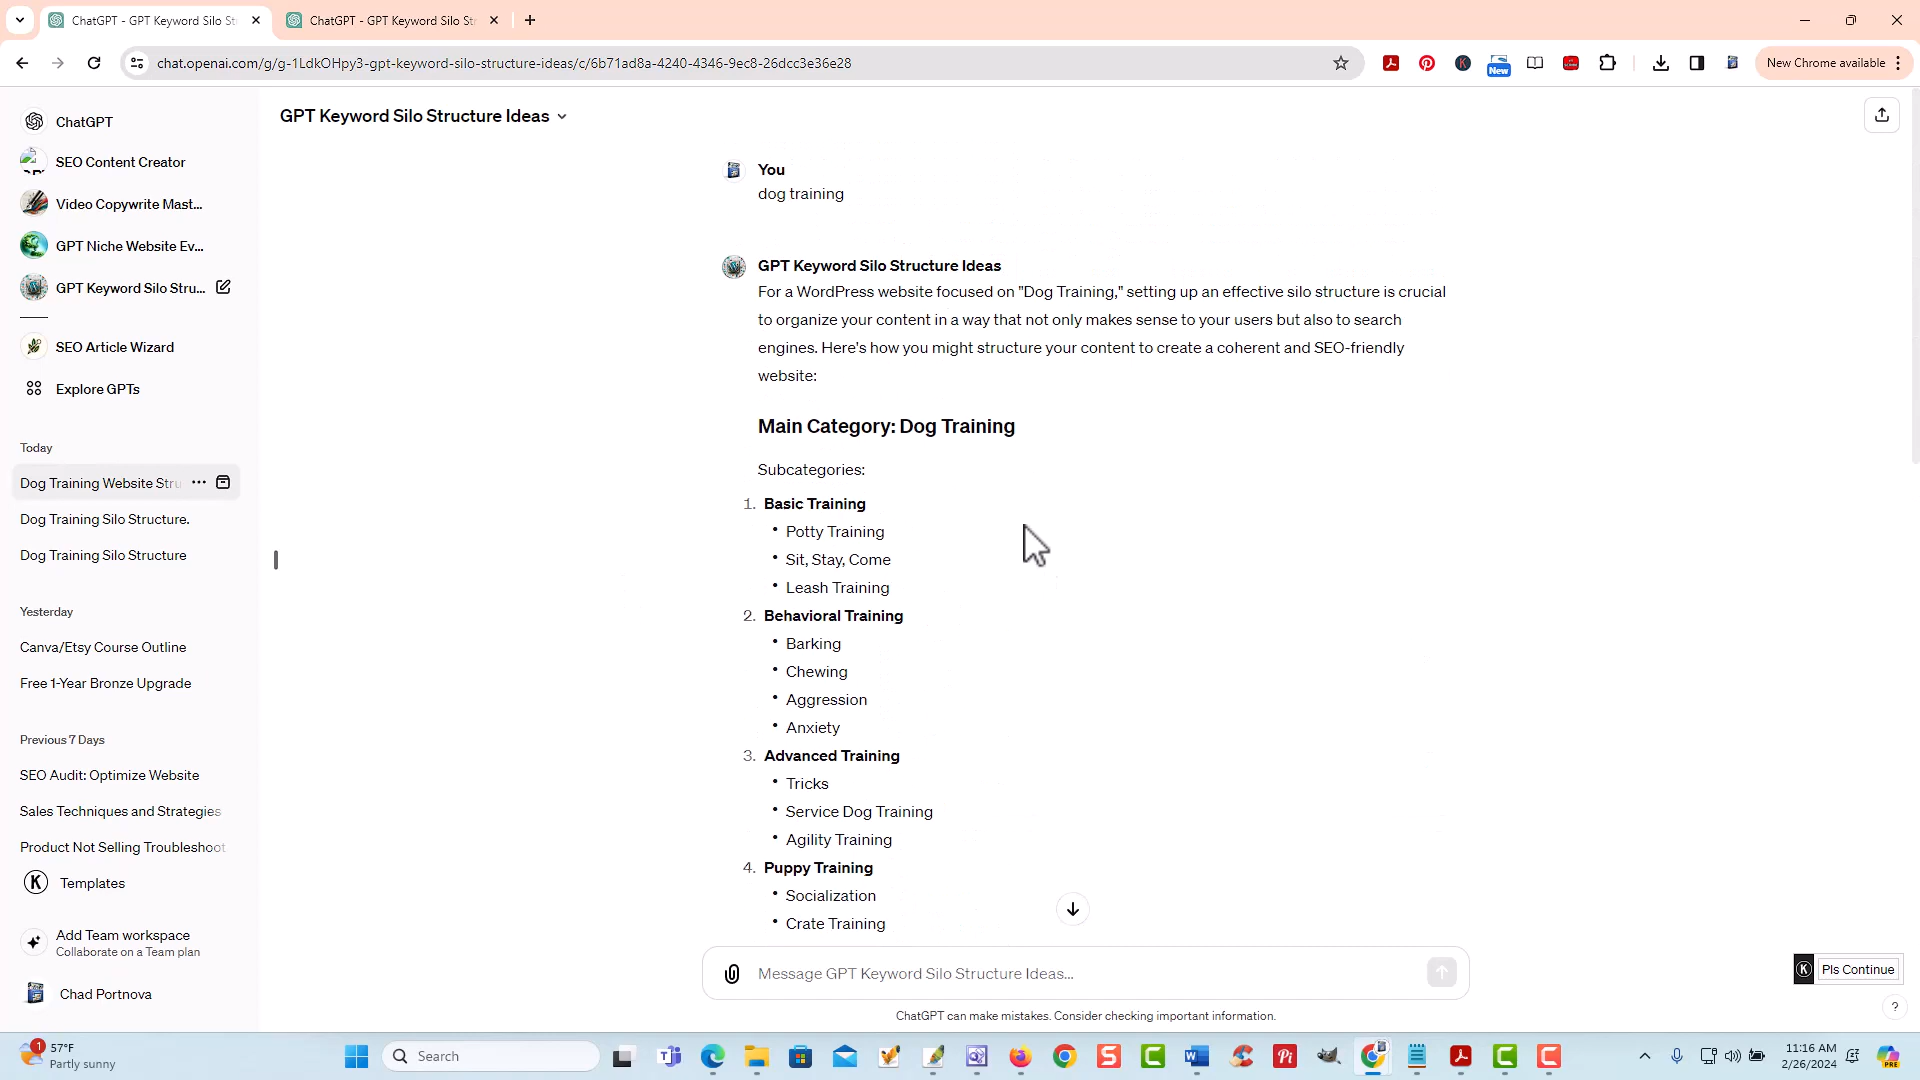 ChatGPT - GPT Keyword Silo St
ChatGPT - GPT Keyword Silo Str
chat.openai.com/g/g-1LdkOHpy3-gpt-keyword-silo-structure-ideas/c/6b71ad8a-4240-4346-9ec8-26dcc3e36e28
New
New Chrome available
ChatGPT
SEO Content Creator
Video Copywrite Mast...
GPT Niche Website Ev...
GPT Keyword Silo Stru...
SEO Article Wizard
Explore GPTs
Today
Dog Training Website Stru
Dog Training Silo Structure.
Dog Training Silo Structure
Yesterday
Canva/Etsy Course Outline
Free 1-Year Bronze Upgrade
Previous 7 Days
SEO Audit: Optimize Website
Sales Techniques and Strategies
Product Not Selling Troubleshoot
K Templates
Add Team workspace
Collaborate on a Team plan
Chad Portnova
GPT Keyword Silo Structure Ideas
You
dog training
GPT Keyword Silo Structure Ideas
For a WordPress website focused on "Dog Training," setting up an effective silo structure is crucial
to organize your content in a way that not only makes sense to your users but also to search
engines. Here's how you might structure your content to create a coherent and SEO-friendly
website:
Main Category: Dog Training
Subcategories:
1. Basic Training
• Potty Training
• Sit, Stay, Come
• Leash Training
2. Behavioral Training
• Barking
• Chewing
• Aggression
• Anxiety
3. Advanced Training
• Tricks
• Service Dog Training
• Agility Training
4. Puppy Training
• Socialization
• Crate Training
Message GPT Keyword Silo Structure Ideas...
K Pls Continue
ChatGPT can make mistakes. Consider checking important information.
?
1
57°F
Partly sunny
Search
11:16 AM
2/26/2024
PRE